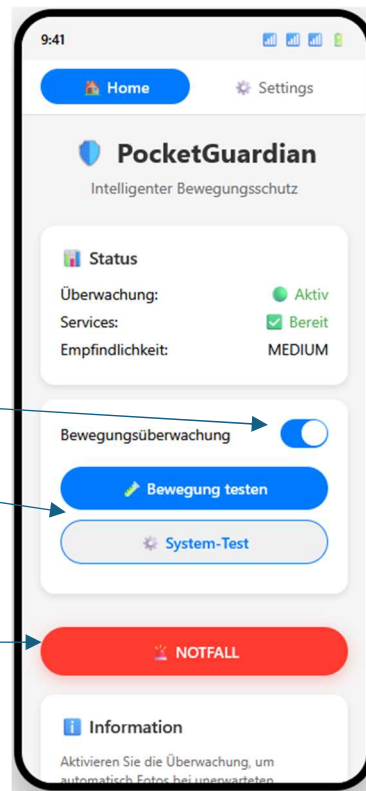 9:41
Home Settings
PocketGuardian
Intelligenter Bewegungsschutz
Status
Überwachung: Aktiv
Services: Bereit
Empfindlichkeit: MEDIUM
Bewegungsüberwachung
Bewegung testen
System-Test
NOTFALL
Information
Aktivieren Sie die Überwachung, um
automatisch Fotos bei unerwarteten